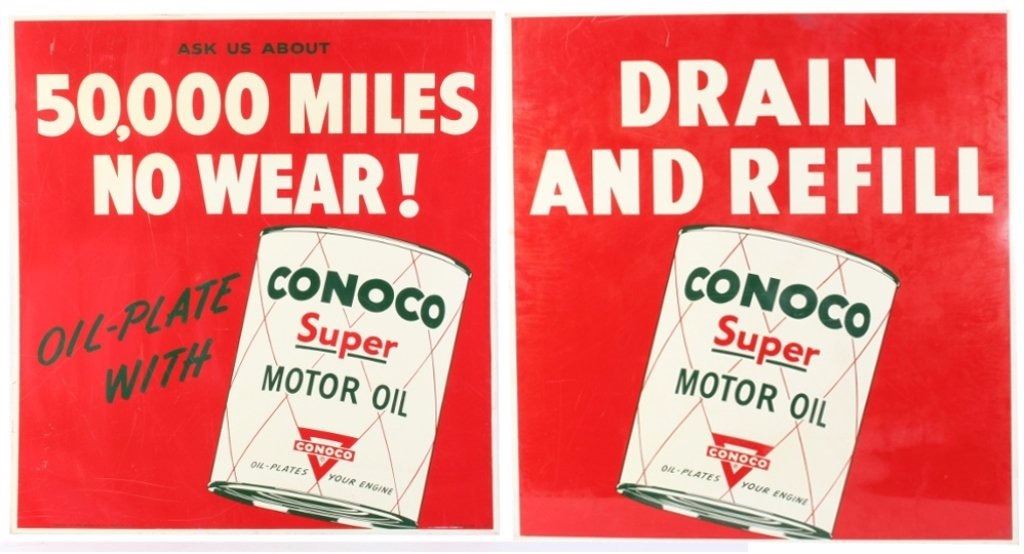 ASK US ABOUT
50,000 MILES
NO WEAR!
OIL-PLATE
WITH
CONOCO
Super
MOTOR OIL
CONOCO
OIL-PLATES YOUR ENGINE
DRAIN
AND REFILL
CONOCO
Super
MOTOR OIL
CONOCO
OIL-PLATES YOUR ENGINE